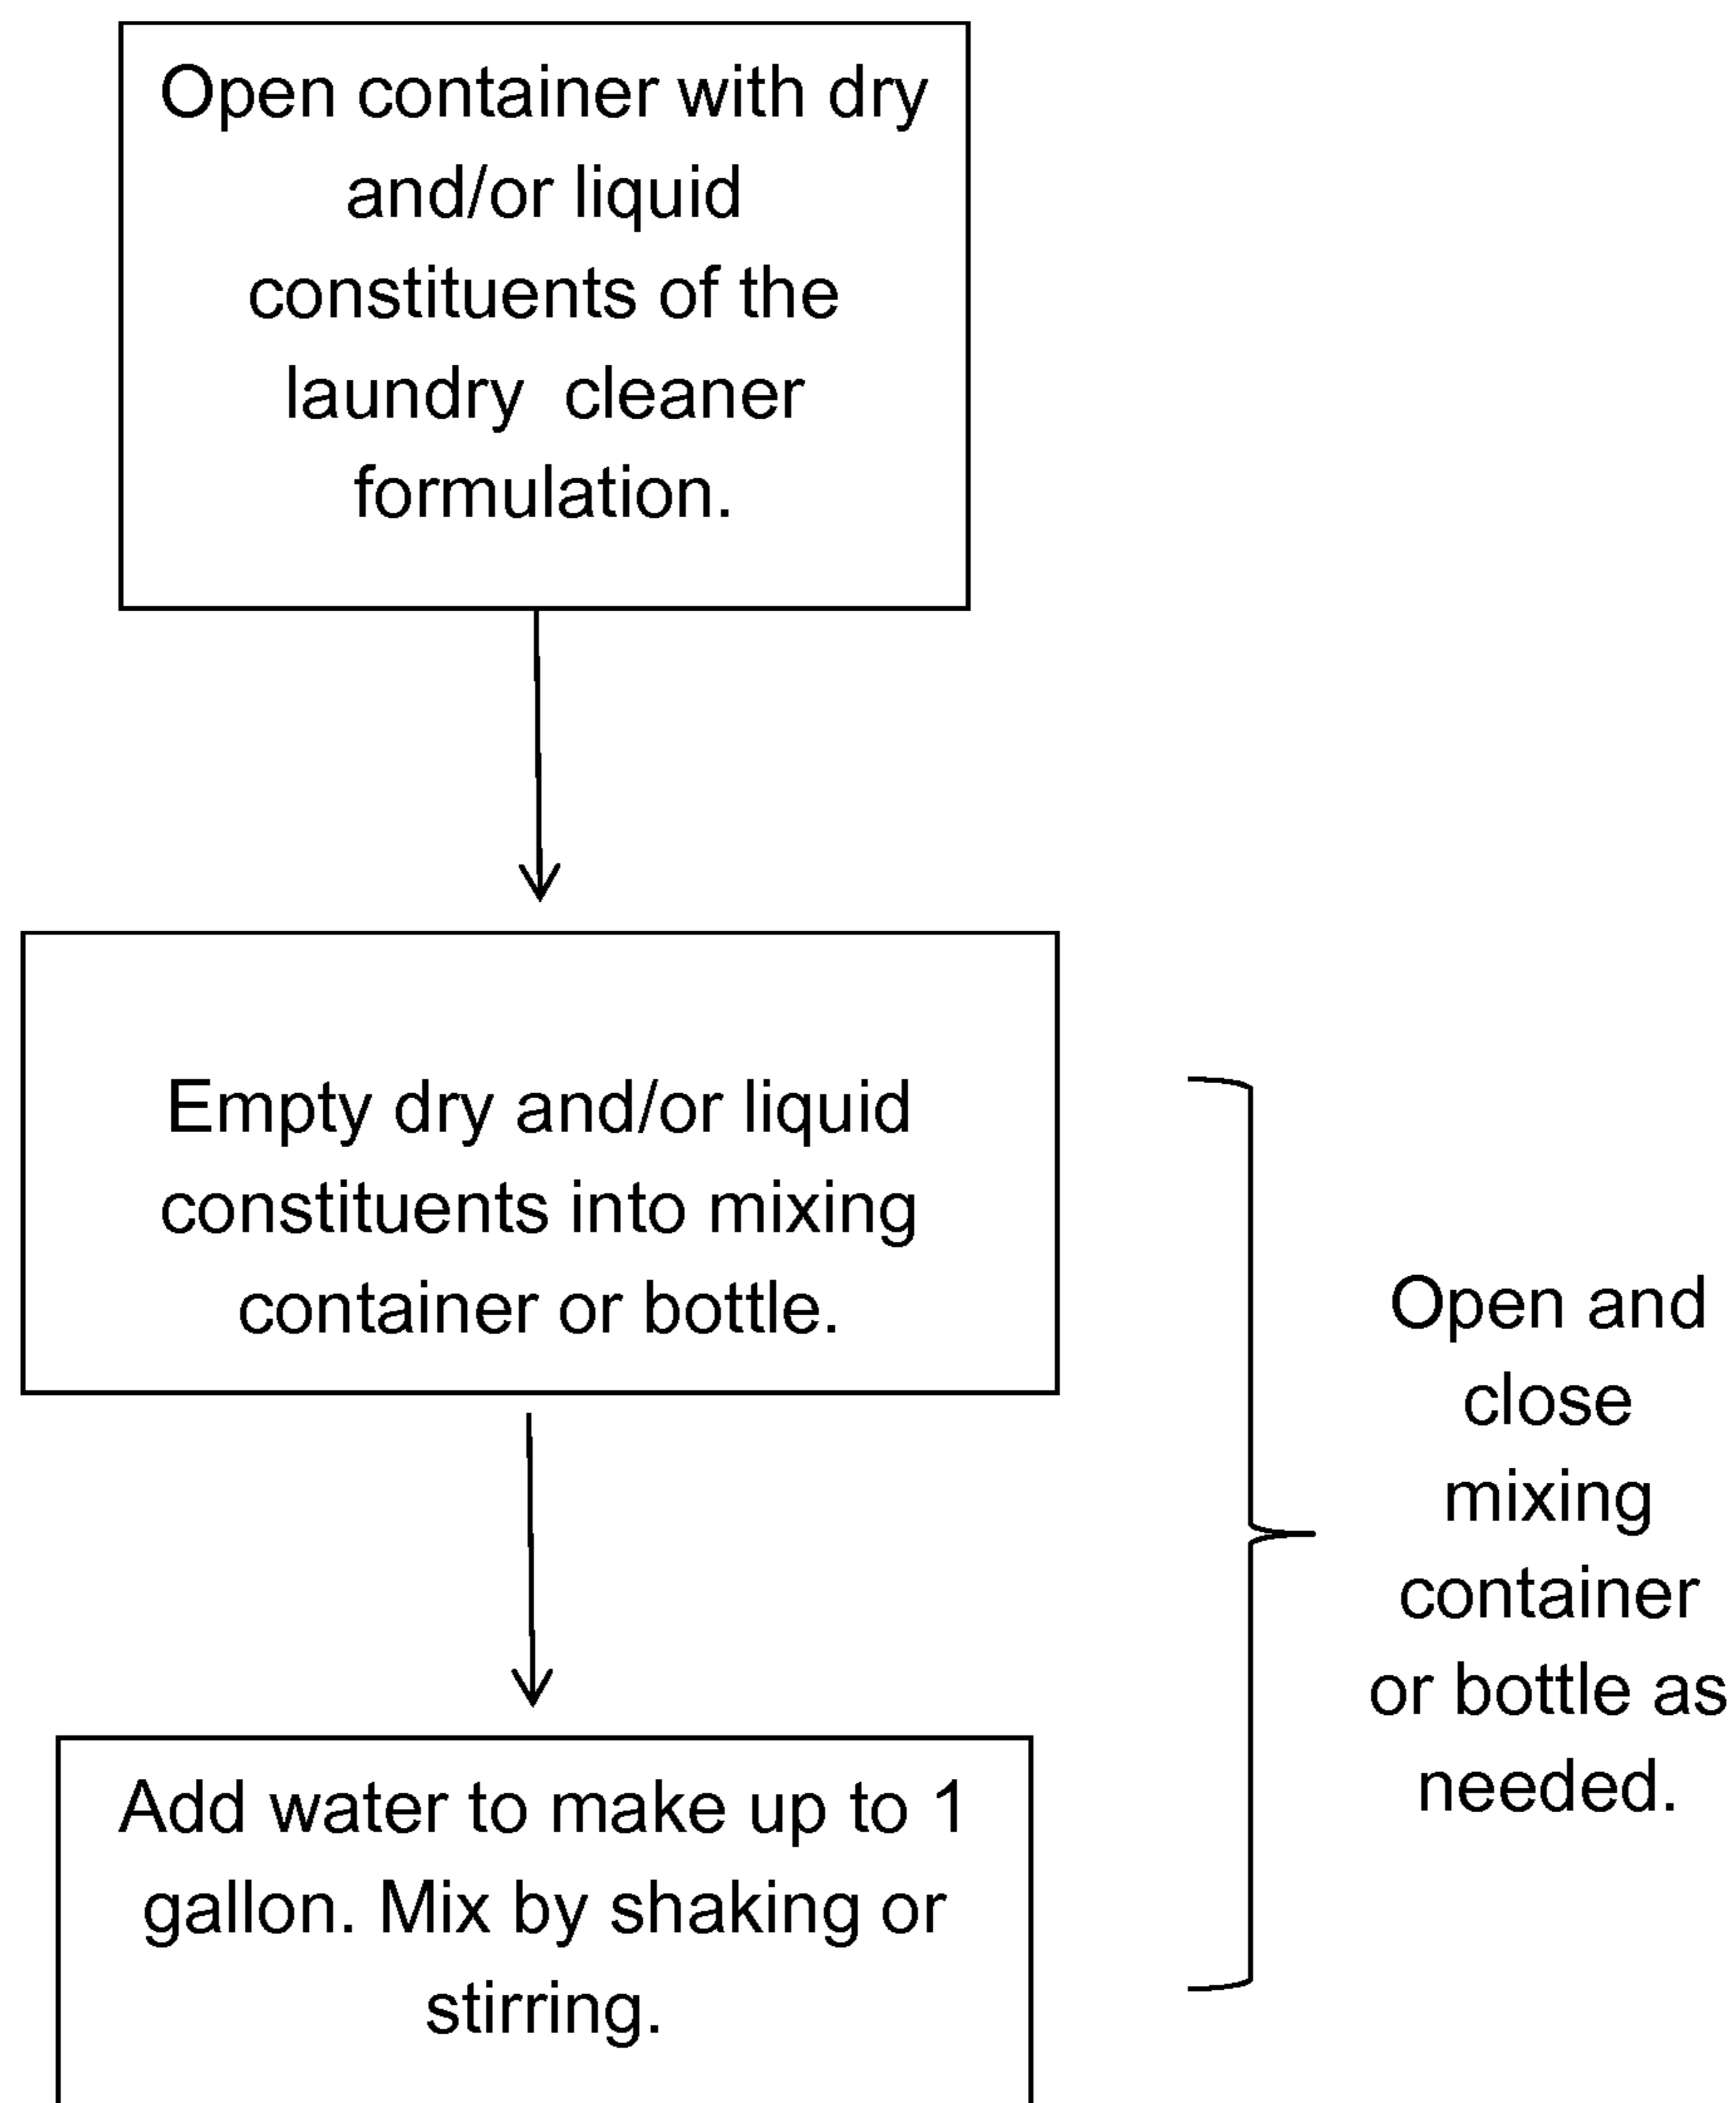 Open container with dry
and/or liquid
constituents of the
laundry  cleaner
formulation.
Empty dry and/or liquid
constituents into mixing
container or bottle.
Open and
close
mixing
container
or bottle as
needed.
Add water to make up to 1
gallon. Mix by shaking or
stirring.